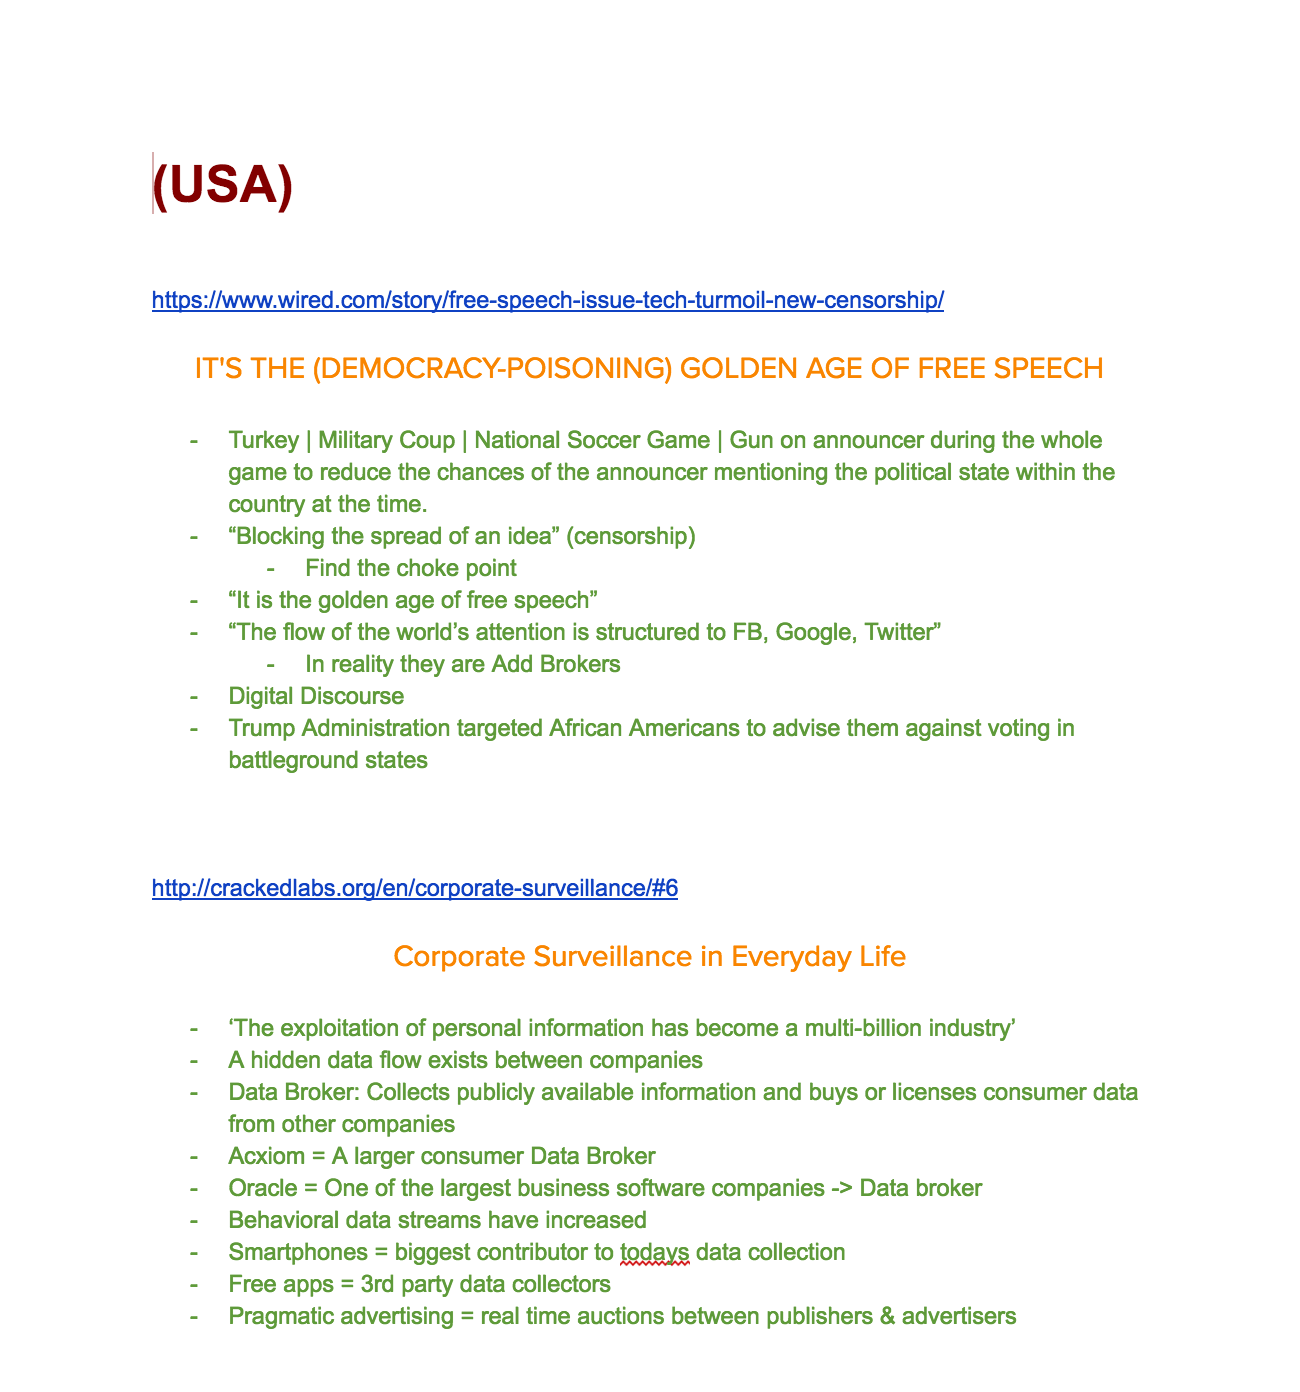 (USA)
https://www.wired.com/story/free-speech-issue-tech-turmoil-new-censorship/
IT'S THE (DEMOCRACY-POISONING) GOLDEN AGE OF FREE SPEECH
- Turkey | Military Coup | National Soccer Game | Gun on announcer during the whole
game to reduce the chances of the announcer mentioning the political state within the
country at the time.
- “Blocking the spread of an idea” (censorship)
- Find the choke point
- “It is the golden age of free speech”
- “The flow of the world’s attention is structured to FB, Google, Twitter”
- In reality they are Add Brokers
- Digital Discourse
- Trump Administration targeted African Americans to advise them against voting in
battleground states
http://crackedlabs.org/en/corporate-surveillance/#6
Corporate Surveillance in Everyday Life
- ‘The exploitation of personal information has become a multi-billion industry’
- A hidden data flow exists between companies
- Data Broker: Collects publicly available information and buys or licenses consumer data
from other companies
- Acxiom = A larger consumer Data Broker
- Oracle = One of the largest business software companies -> Data broker
- Behavioral data streams have increased
- Smartphones = biggest contributor to todays data collection
- Free apps = 3rd party data collectors
- Pragmatic advertising = real time auctions between publishers & advertisers